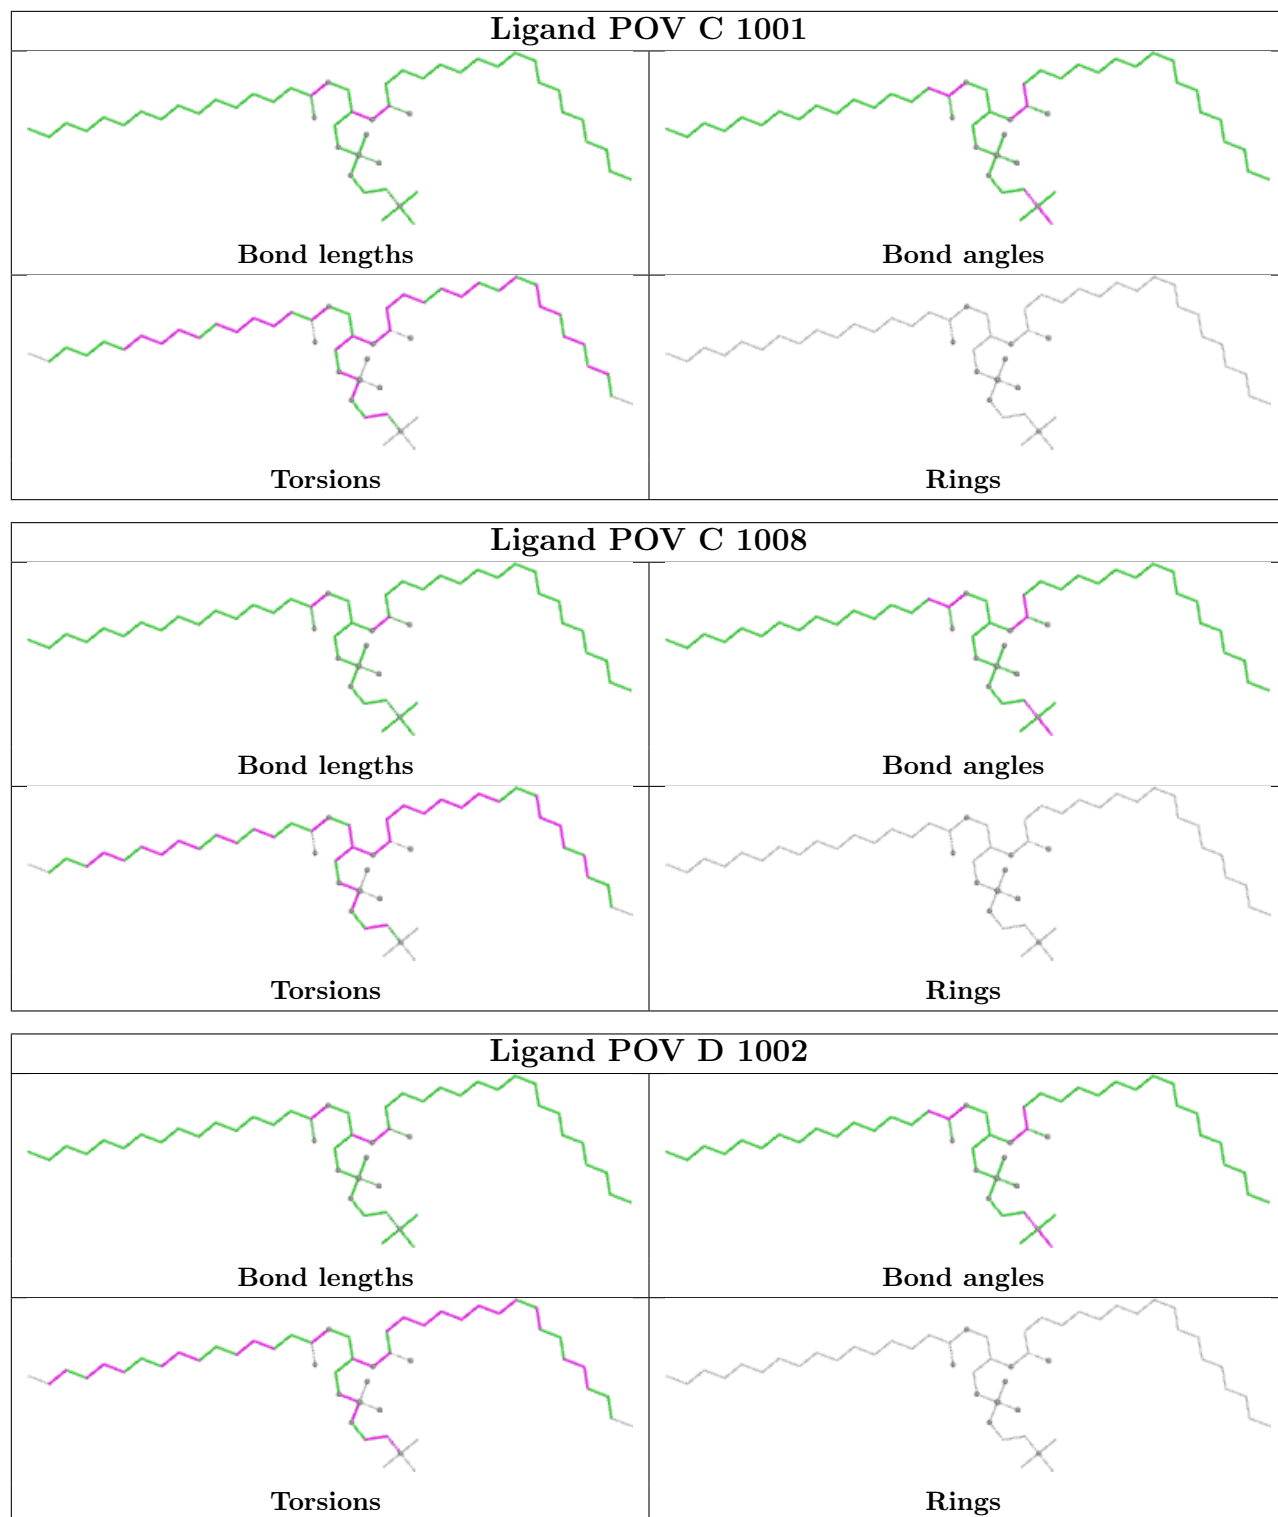 Ligand POV C 1001
Bond lengths
Bond angles
Torsions
Rings
Ligand POV C 1008
Bond lengths
Bond angles
Torsions
Rings
Ligand POV D 1002
Bond lengths
Bond angles
Torsions
Rings